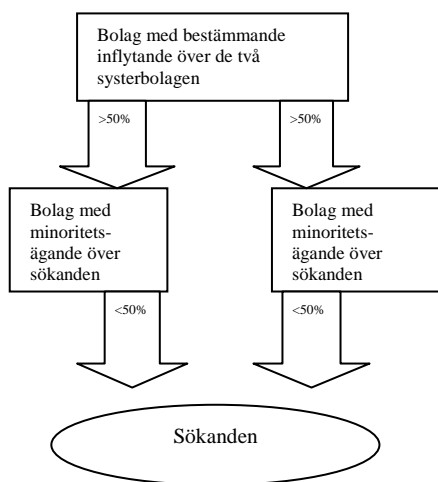 Bolag med bestämmande
inflytande över de två
systerbolagen
>50%
>50%
Bolag med
minoritets-
ägande över
sökanden
Bolag med
minoritets-
ägande över
sökanden
<50%
<50%
Sökanden